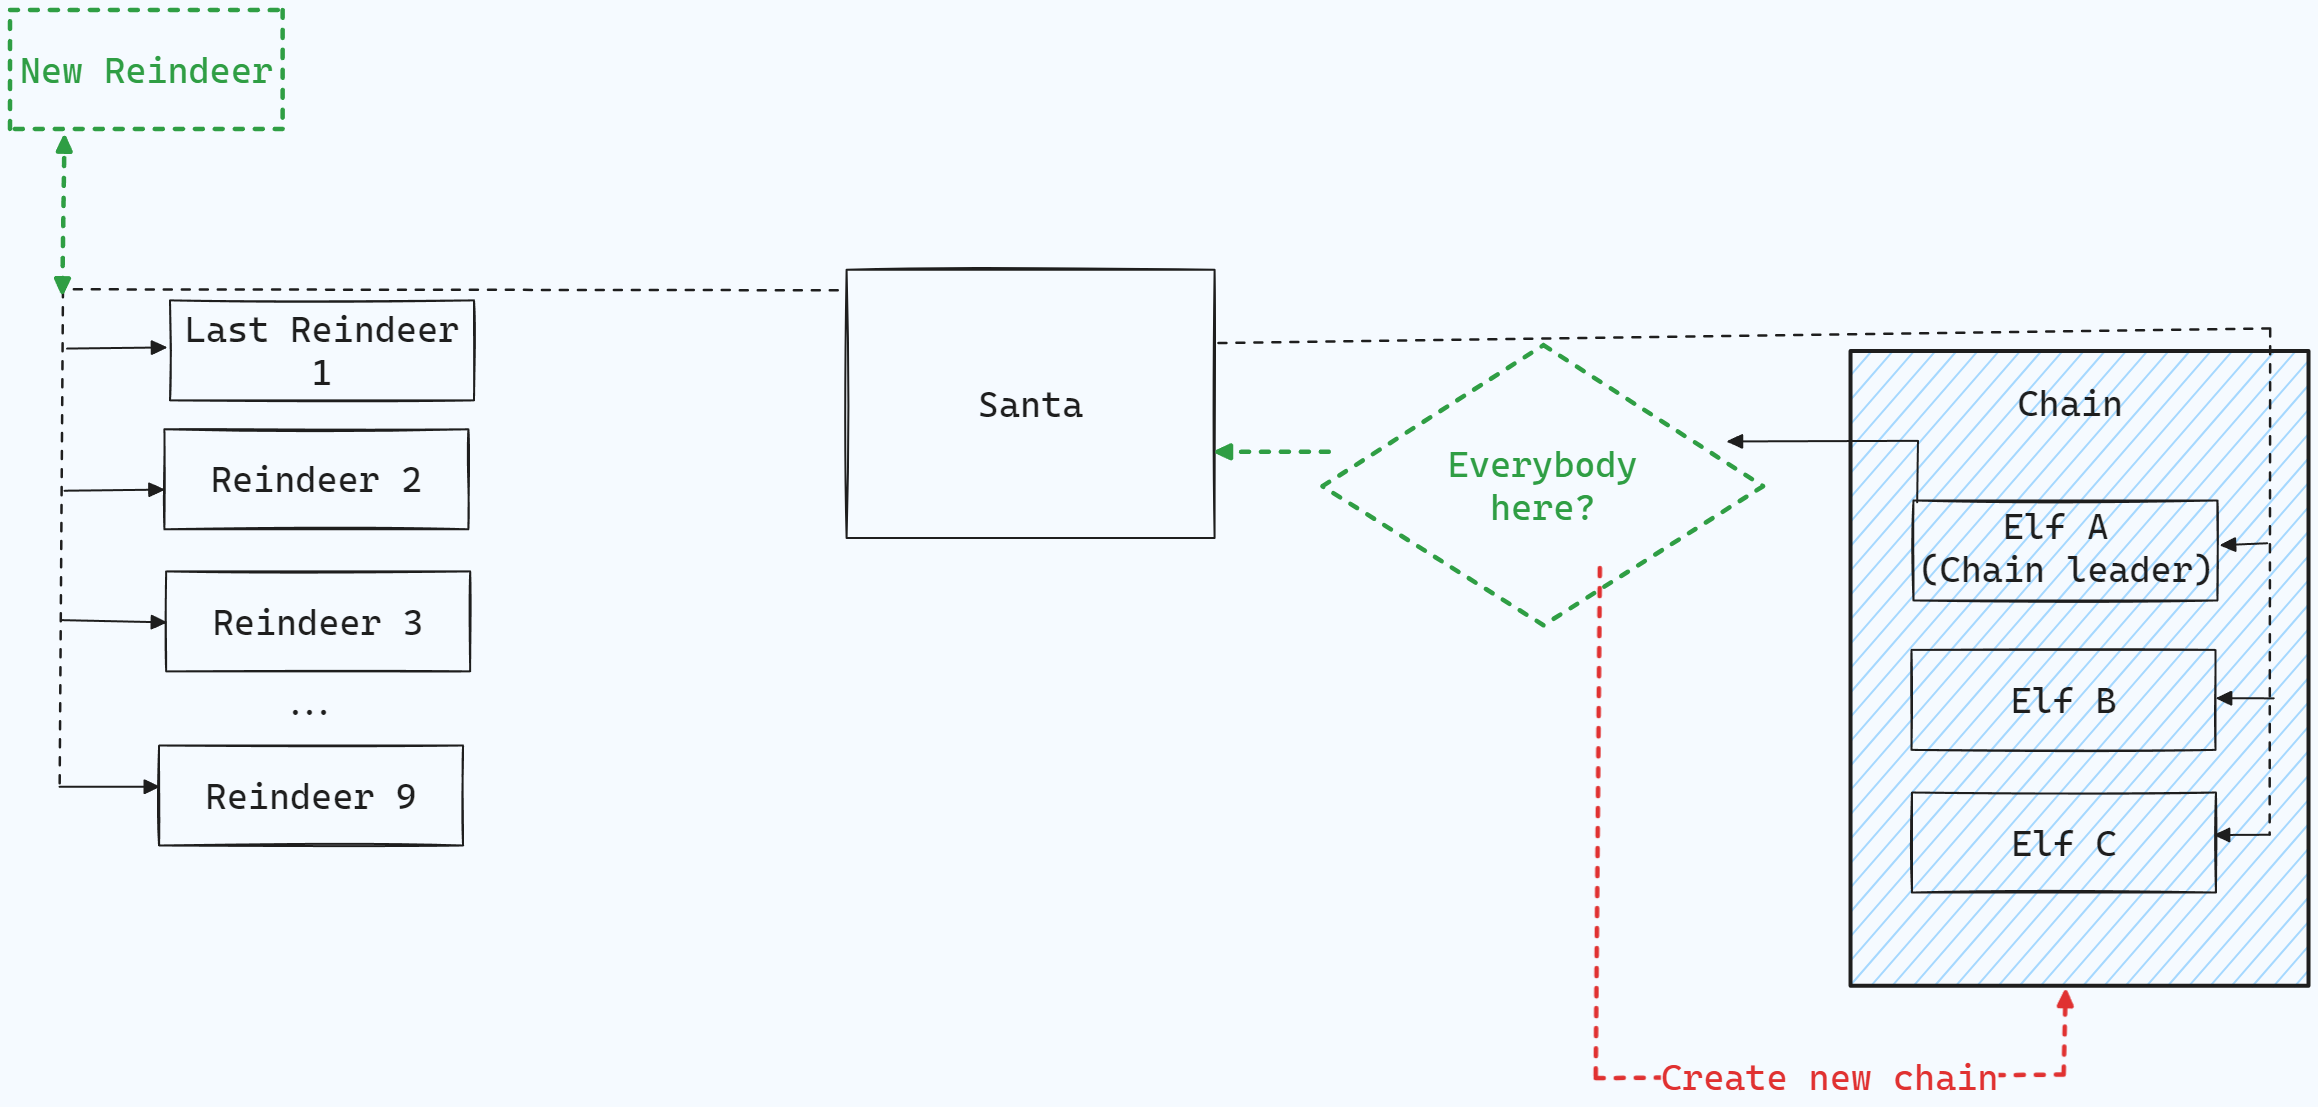 New Reindeer
Last Reindeer
1
Reindeer 2
Reindeer 3
...
Reindeer 9
Santa
Everybody
here?
Chain
Elf A
(Chain leader)
Elf B
Elf C
Create new chain